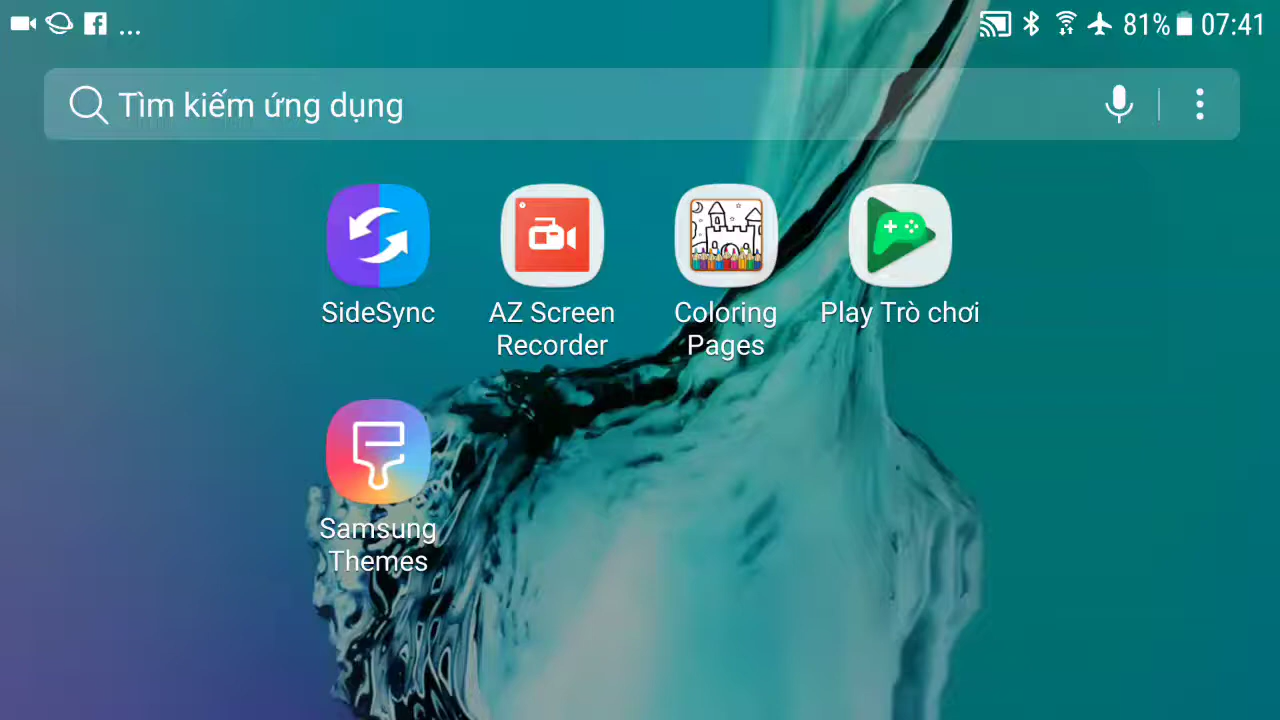 ... 81% 07:41
Tìm kiếm ứng dụng
SideSync
AZ Screen
Recorder
Coloring
Pages
Play Trò chơi
Samsung
Themes